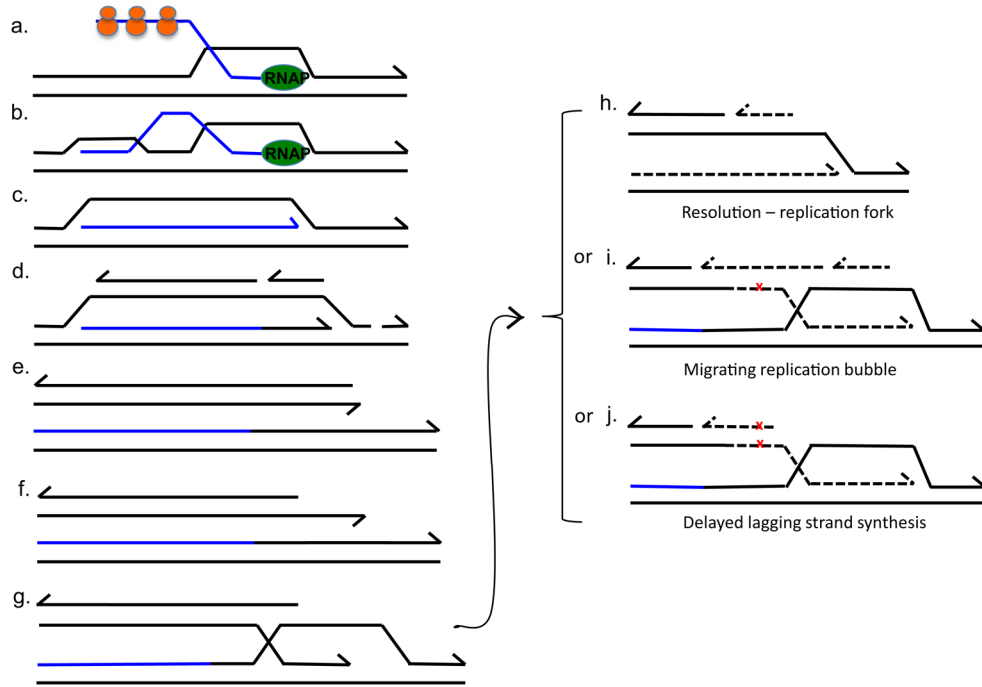 a.
RNAP
b.
RNAP
c.
d.
e.
f.
g.
h.
Resolution – replication fork
or i.
x
Migrating replication bubble
or j.
x
x
Delayed lagging strand synthesis